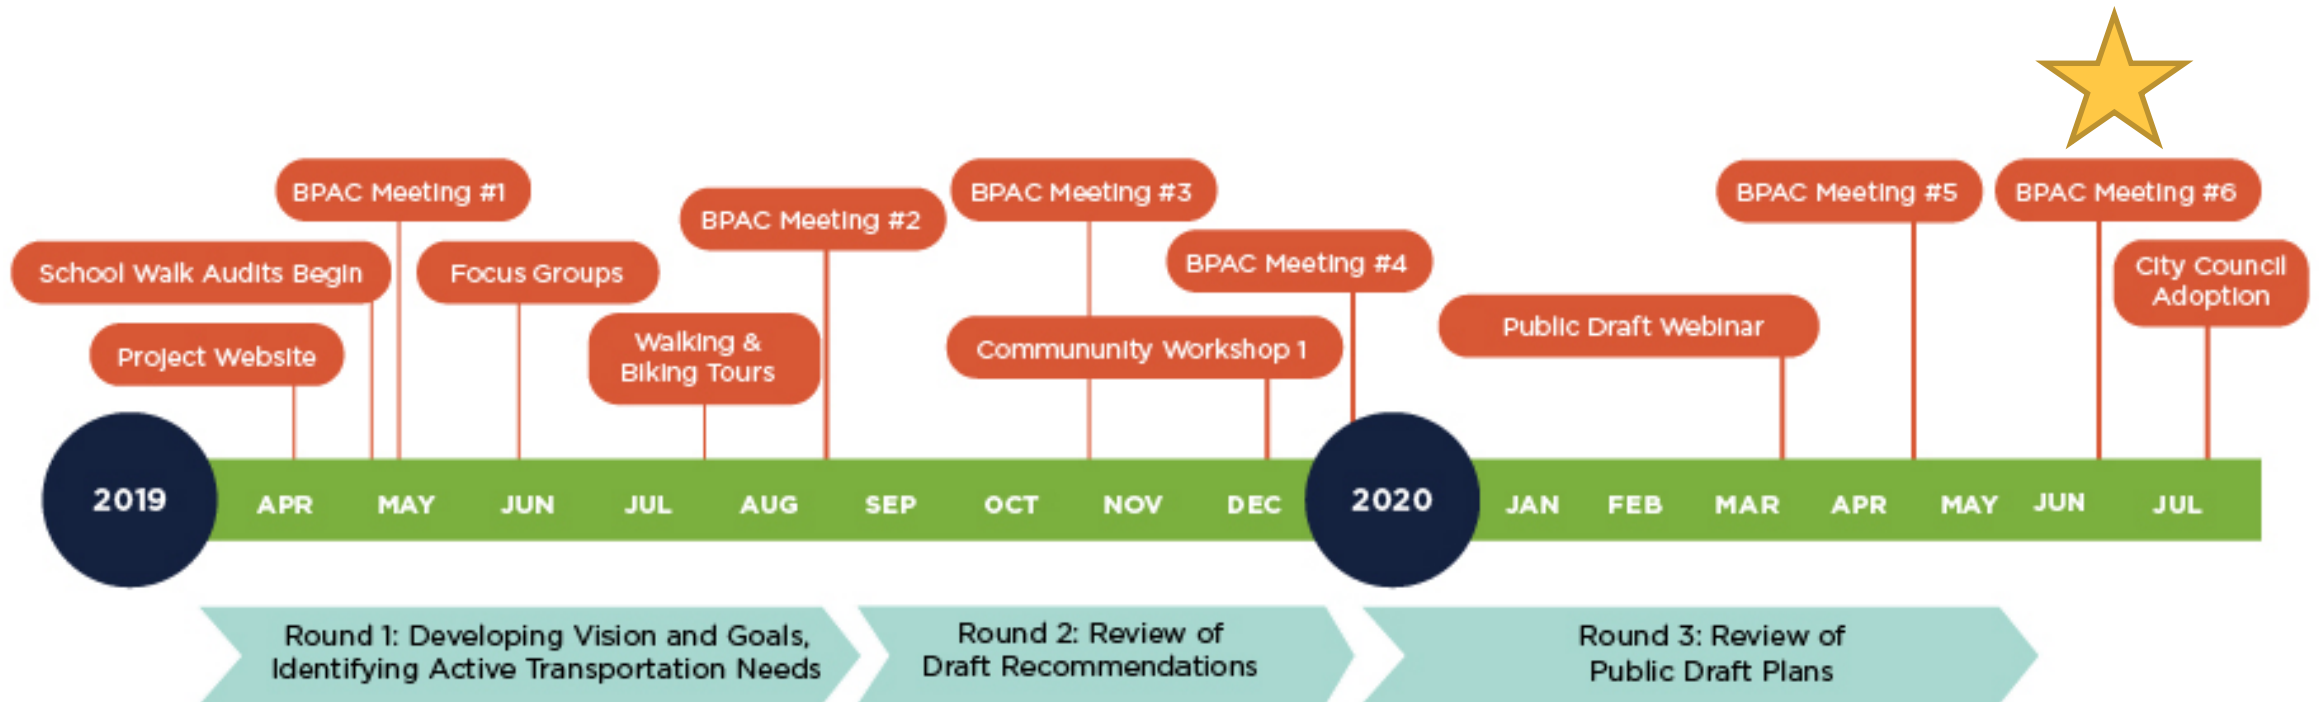 BPAC Meeting #1
School Walk Audits Begin
Project Website
Focus Groups
Walking &
Biking Tours
BPAC Meeting #2
BPAC Meeting #3
Commununity Workshop 1
BPAC Meeting #4
Public Draft Webinar
BPAC Meeting #5
BPAC Meeting #6
City Council
Adoption
2019 APR MAY JUN JUL AUG SEP OCT NOV DEC 2020 JAN FEB MAR APR MAY JUN JUL
Round 1: Developing Vision and Goals,
Identifying Active Transportation Needs
Round 2: Review of
Draft Recommendations
Round 3: Review of
Public Draft Plans